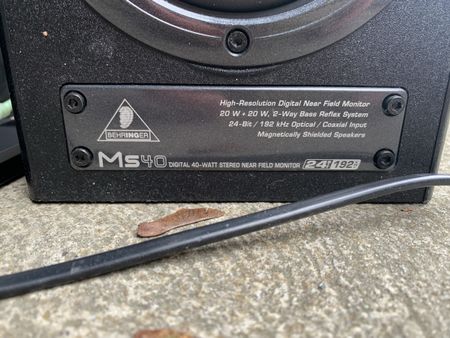 High-Resolution Digital Near Field Monitor
20 W + 20 W, 2-Way Bass Reflex System
24-Bit / 192 kHz Optical / Coaxial Input
Magnetically Shielded Speakers
BEHRINGER
MS40 DIGITAL 40-WATT STEREO NEAR FIELD MONITOR 24 192